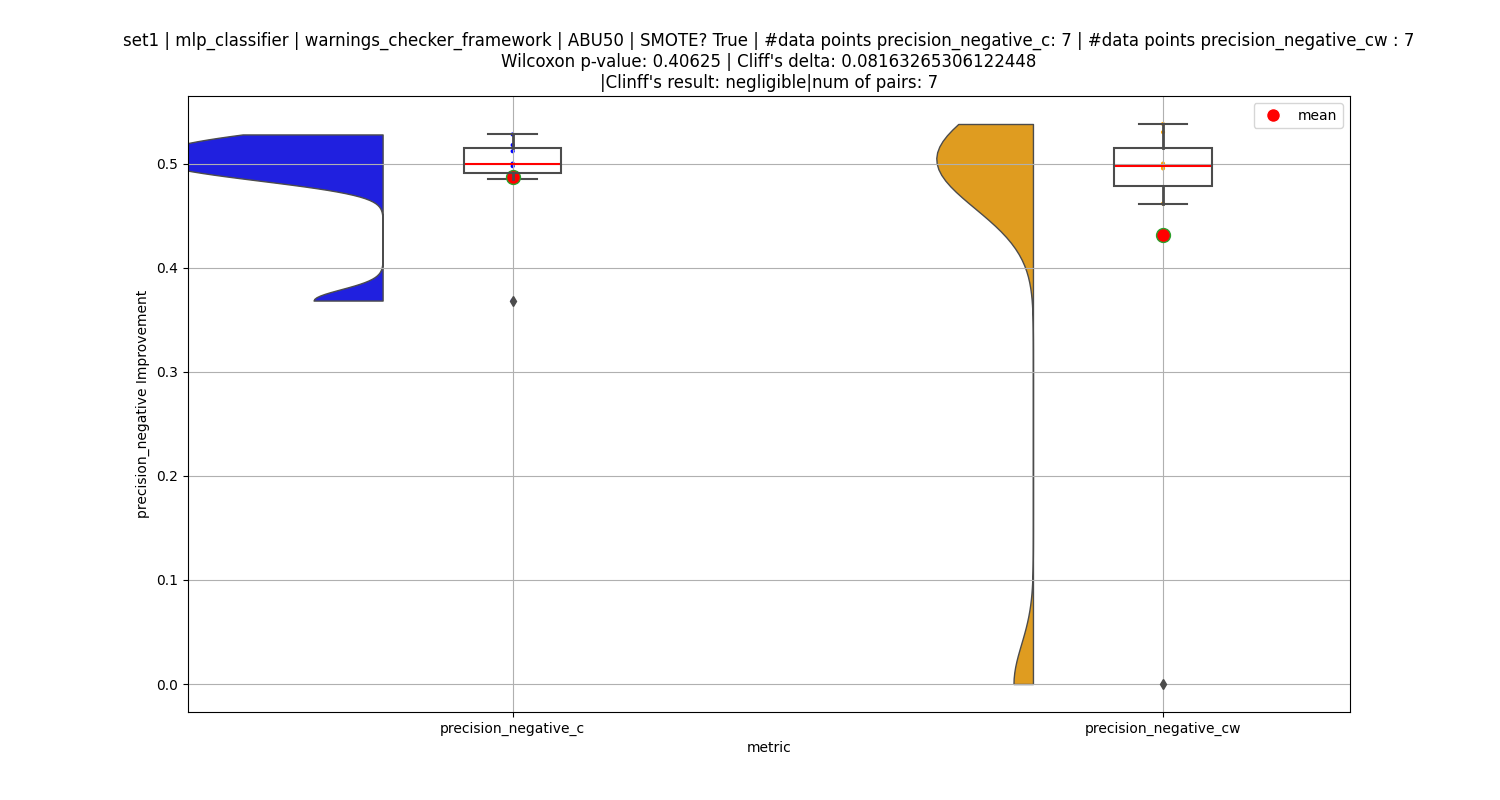 set1 | mlp_classifier | warnings_checker_framework | ABU50 | SMOTE? True | #data points precision_negative_c: 7 | #data points precision_negative_cw : 7
Wilcoxon p-value: 0.40625 | Cliff's delta: 0.08163265306122448
|Clinff's result: negligible|num of pairs: 7
mean
0.5
0.4
0.3
0.2
0.1
0.0
precision_negative Improvement
precision_negative_c
precision_negative_cw
metric